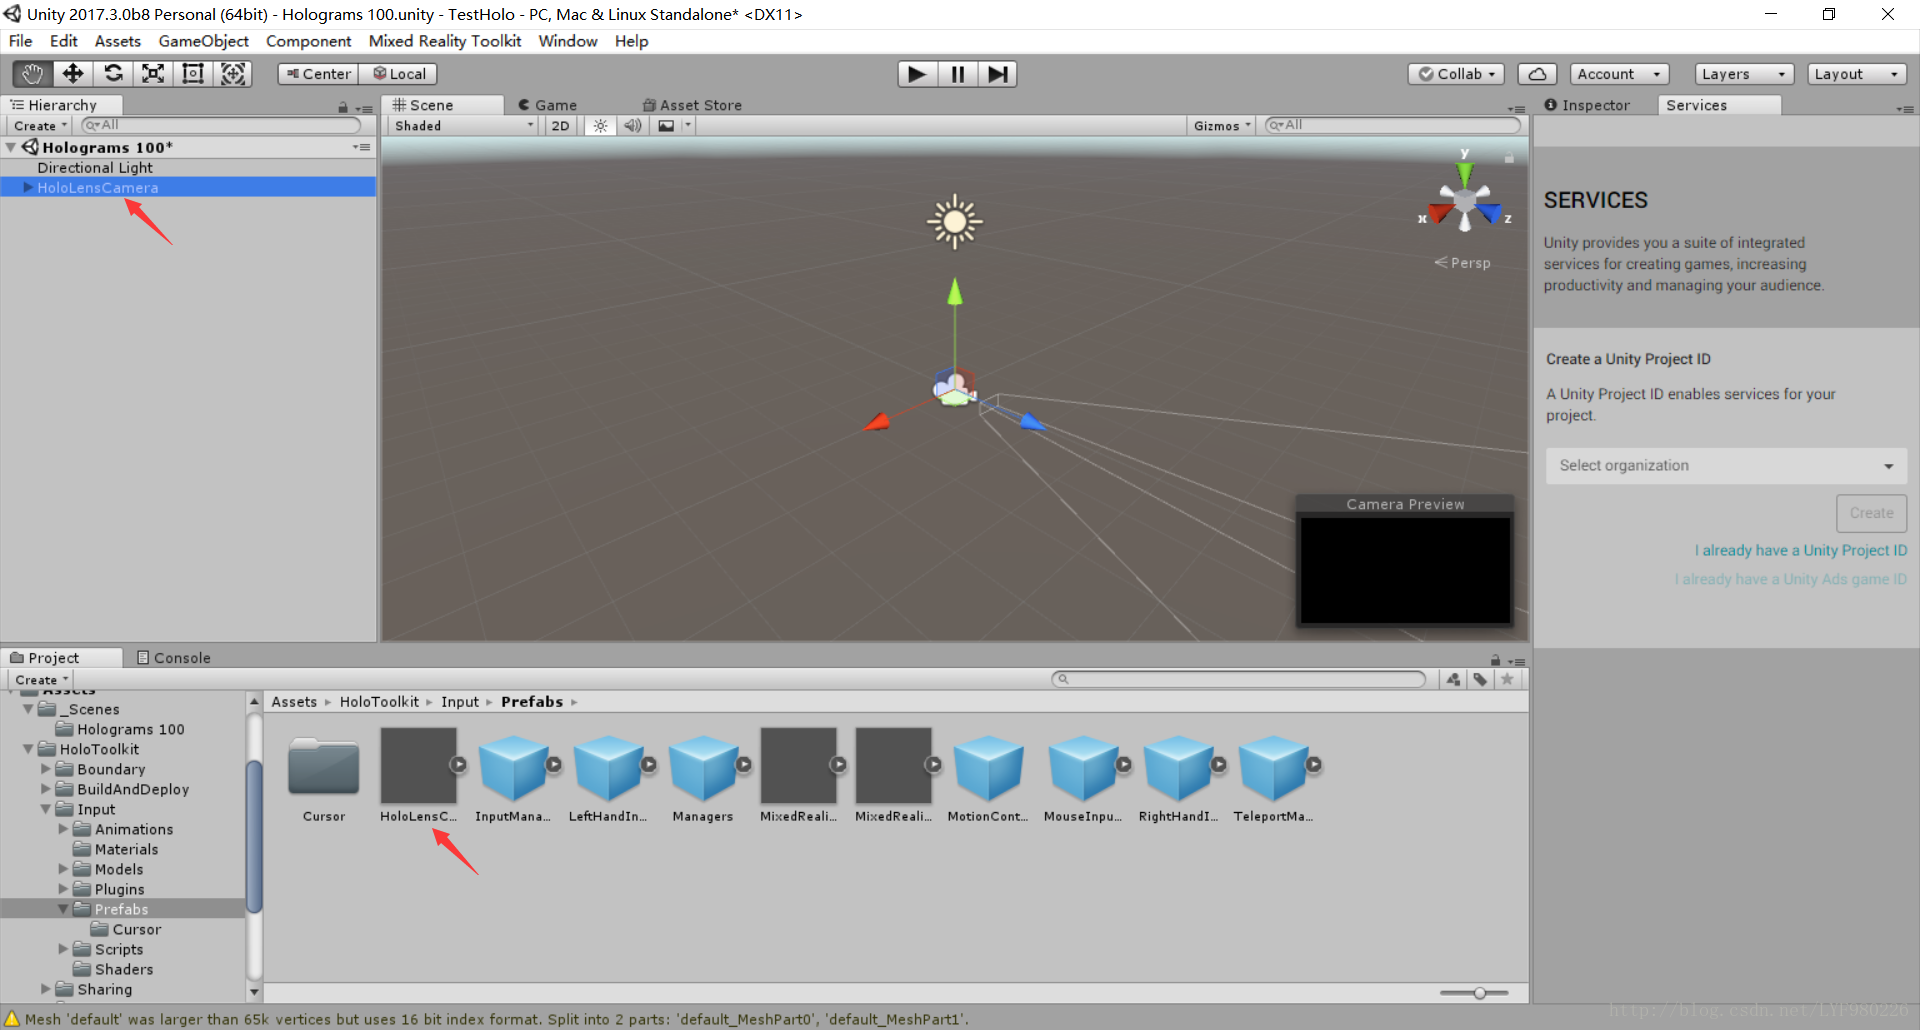 Unity 2017.3.0b8 Personal (64bit) - Holograms 100.unity - TestHolo - PC, Mac & Linux Standalone* <DX11>
File Edit Assets GameObject Component Mixed Reality Toolkit Window Help
Center Local Collab Account Layers Layout
Hierarchy
Create All
Holograms 100*
Directional Light
HoloLensCamera
Scene Game Asset Store
Shaded 2D Gizmos All
y
x z
Persp
Camera Preview
Inspector Services
SERVICES
Unity provides you a suite of integrated
services for creating games, increasing
productivity and managing your audience.
Create a Unity Project ID
A Unity Project ID enables services for your
project.
Select organization
Create
I already have a Unity Project ID
I already have a Unity Ads game ID
Project Console
Create
Assets
_Scenes
Holograms 100
HoloToolkit
Boundary
BuildAndDeploy
Input
Animations
Materials
Models
Plugins
Prefabs
Cursor
Scripts
Shaders
Sharing
Assets HoloToolkit Input Prefabs
Cursor HoloLensC... InputMana... LeftHandIn... Managers MixedReali... MixedReali... MotionCont... MouseInpu... RightHandI... TeleportMa...
Mesh 'default' was larger than 65k vertices but uses 16 bit index format. Split into 2 parts: 'default_MeshPart0', 'default_MeshPart1'.
http://blog.csdn.net/LYF980226